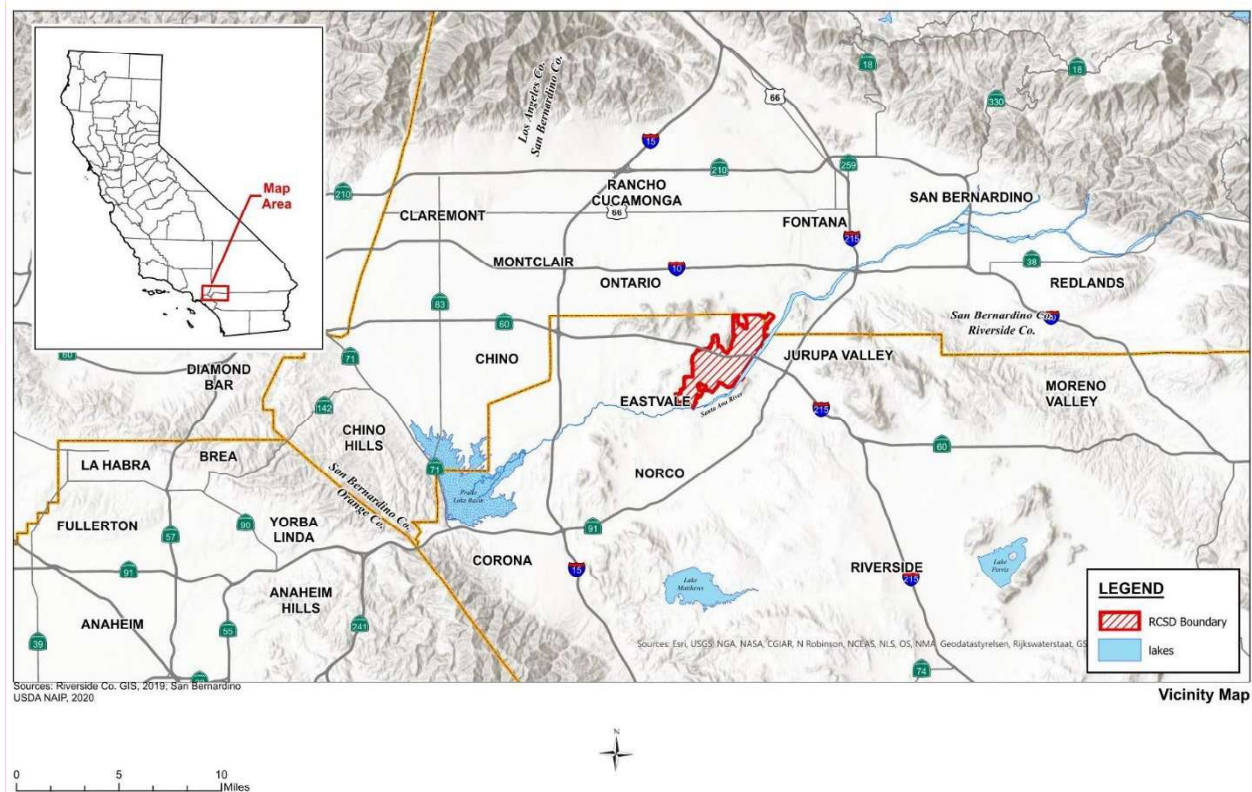 Map
Area
Los Angeles Co.
San Bernardino Co.
18
18
66
330
15
210
210
259
RANCHO
CUCAMONGA
66
CLAREMONT
SAN BERNARDINO
FONTANA
215
MONTCLAIR
10
ONTARIO
38
REDLANDS
83
San Bernardino Co.
Riverside Co.
60
60
71
CHINO
JURUPA VALLEY
DIAMOND
BAR
MORENO
VALLEY
142
EASTVALE
Santa Ana River
215
CHINO
HILLS
60
BREA
LA HABRA
71
NORCO
San Bernardino Co.
Orange Co.
Prado
Basin
FULLERTON
57
90
YORBA
LINDA
91
CORONA
15
RIVERSIDE
215
Lake
Mathews
Lake
Perris
91
ANAHEIM
HILLS
ANAHEIM
55
241
39
74
LEGEND
RCSD Boundary
lakes
Sources: Esri, USGS, NGA, NASA, CGIAR, N Robinson, NCEAS, NLS, OS, NMA, Geodatastyrelsen, Rijkswaterstaat, GS
Sources: Riverside Co. GIS, 2019; San Bernardino
USDA NAIP, 2020
Vicinity Map
N
0 5 10
Miles